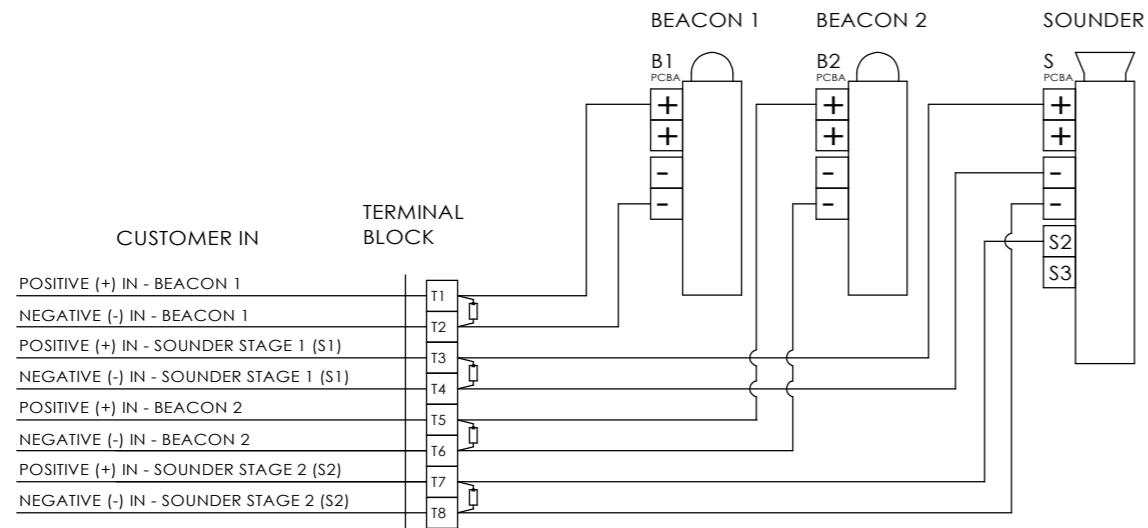 BEACON 1
BEACON 2
SOUNDER
B1
PCBA
+
+
-
-
B2
PCBA
+
+
-
-
S
PCBA
+
+
-
-
S2
S3
CUSTOMER IN
TERMINAL
BLOCK
POSITIVE (+) IN - BEACON 1
T1
NEGATIVE (-) IN - BEACON 1
T2
POSITIVE (+) IN - SOUNDER STAGE 1 (S1)
T3
NEGATIVE (-) IN - SOUNDER STAGE 1 (S1)
T4
POSITIVE (+) IN - BEACON 2
T5
NEGATIVE (-) IN - BEACON 2
T6
POSITIVE (+) IN - SOUNDER STAGE 2 (S2)
T7
NEGATIVE (-) IN - SOUNDER STAGE 2 (S2)
T8